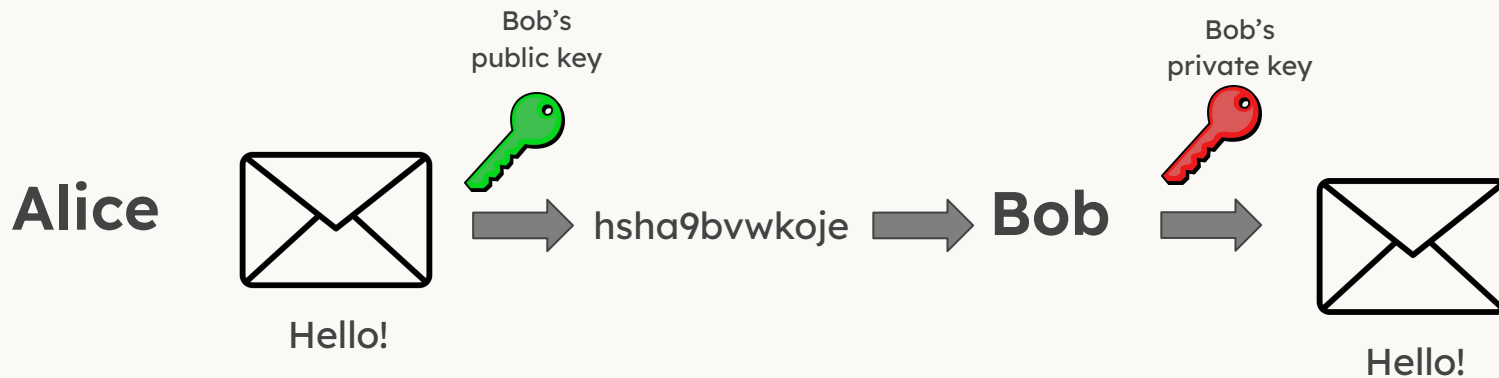 Bob’s
public key
Bob’s
private key
Alice
hsha9bvwkoje
Bob
Hello!
Hello!